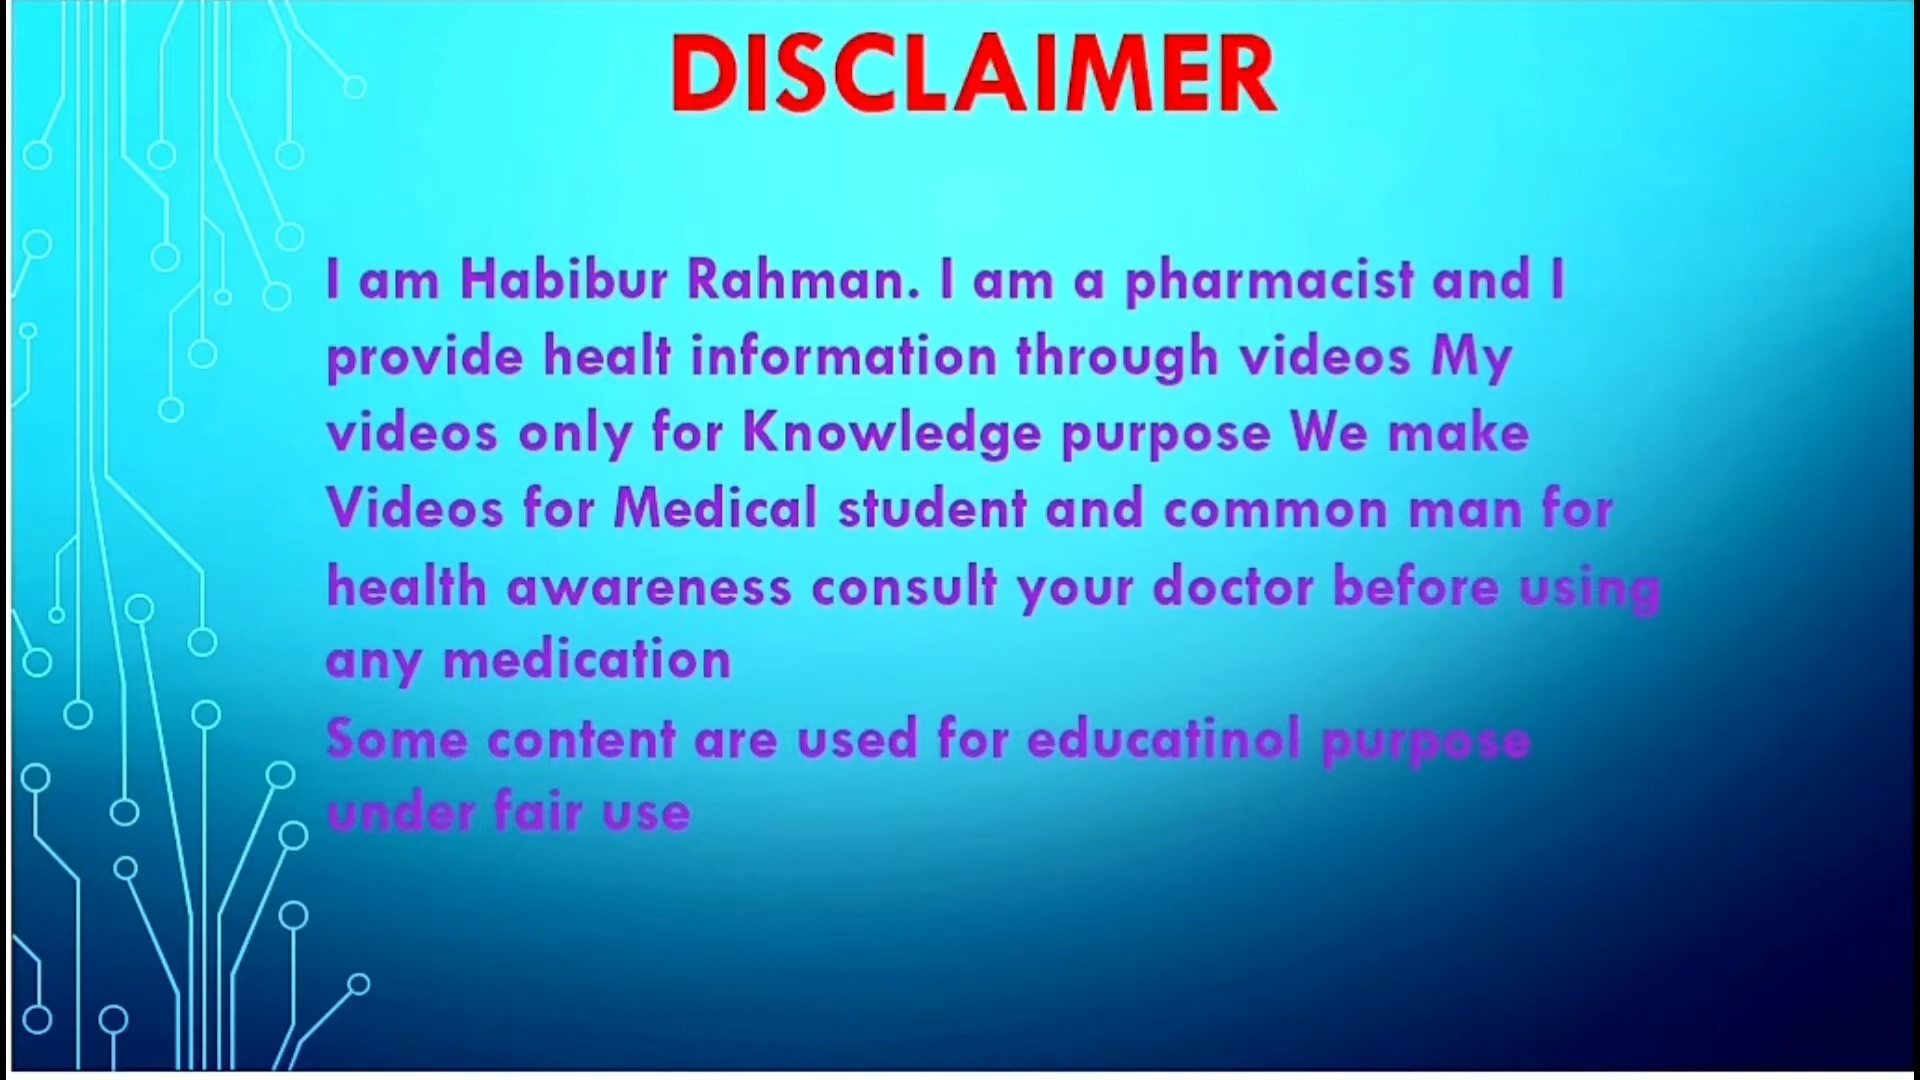 DISCLAIMER
I am Habibur Rahman. I am a pharmacist and I
provide healt information through videos My
videos only for Knowledge purpose We make
Videos for Medical student and common man for
health awareness consult your doctor before using
any medication
Some content are used for educatinol purpose
under fair use